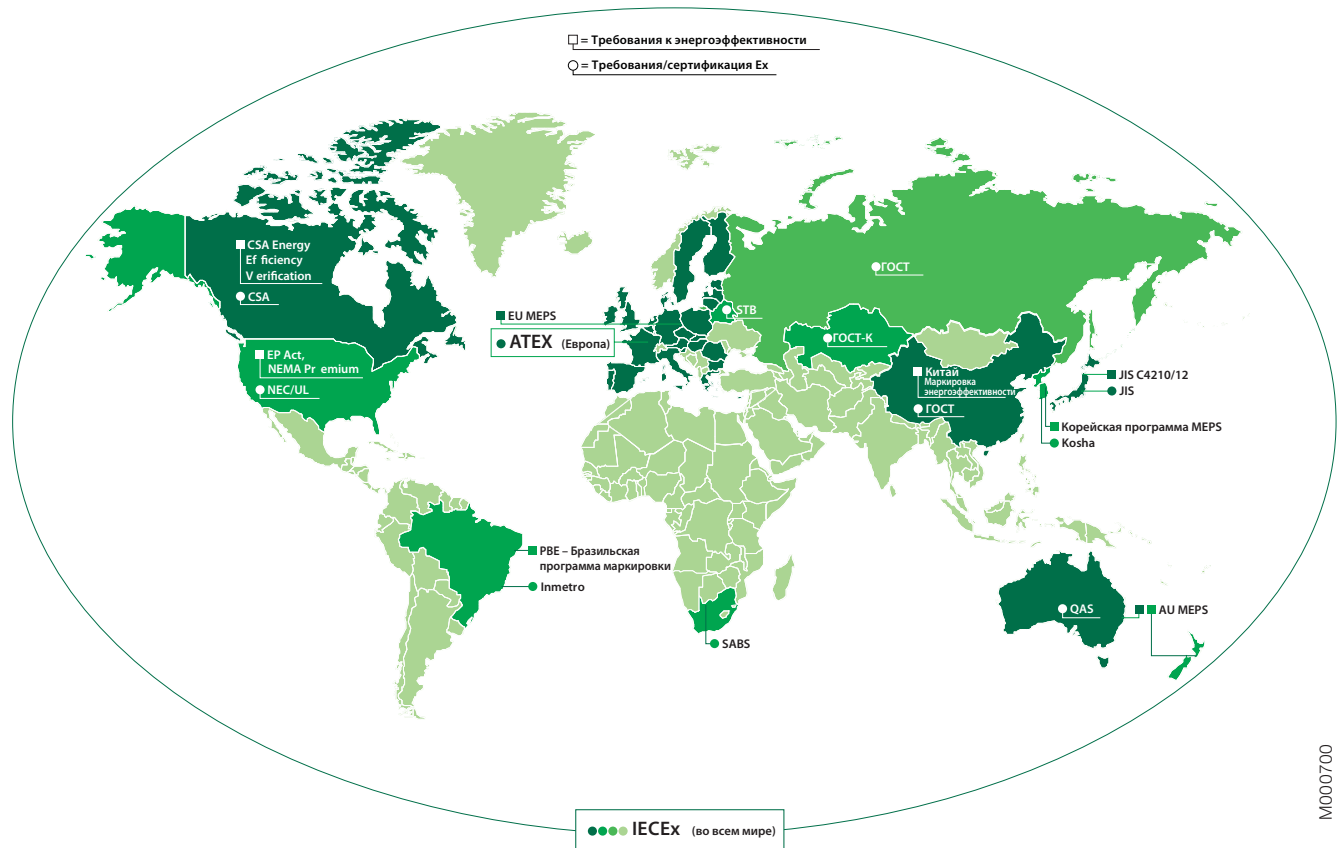 = Требования к энергоэффективности
= Требования/сертификация Ex
CSA Energy
Ef ficiency
V erification
CSA
EP Act,
NEMA Pr emium
NEC/UL
EU MEPS
ATEX (Европа)
STB
ГОСТ
ГОСТ-К
Китай
Маркировка
энергоэффективности
ГОСТ
JIS C4210/12
JIS
Корейская программа MEPS
Kosha
PBE – Бразильская
программа маркировки
Inmetro
SABS
QAS
AU MEPS
IECEx (во всем мире)
M000700